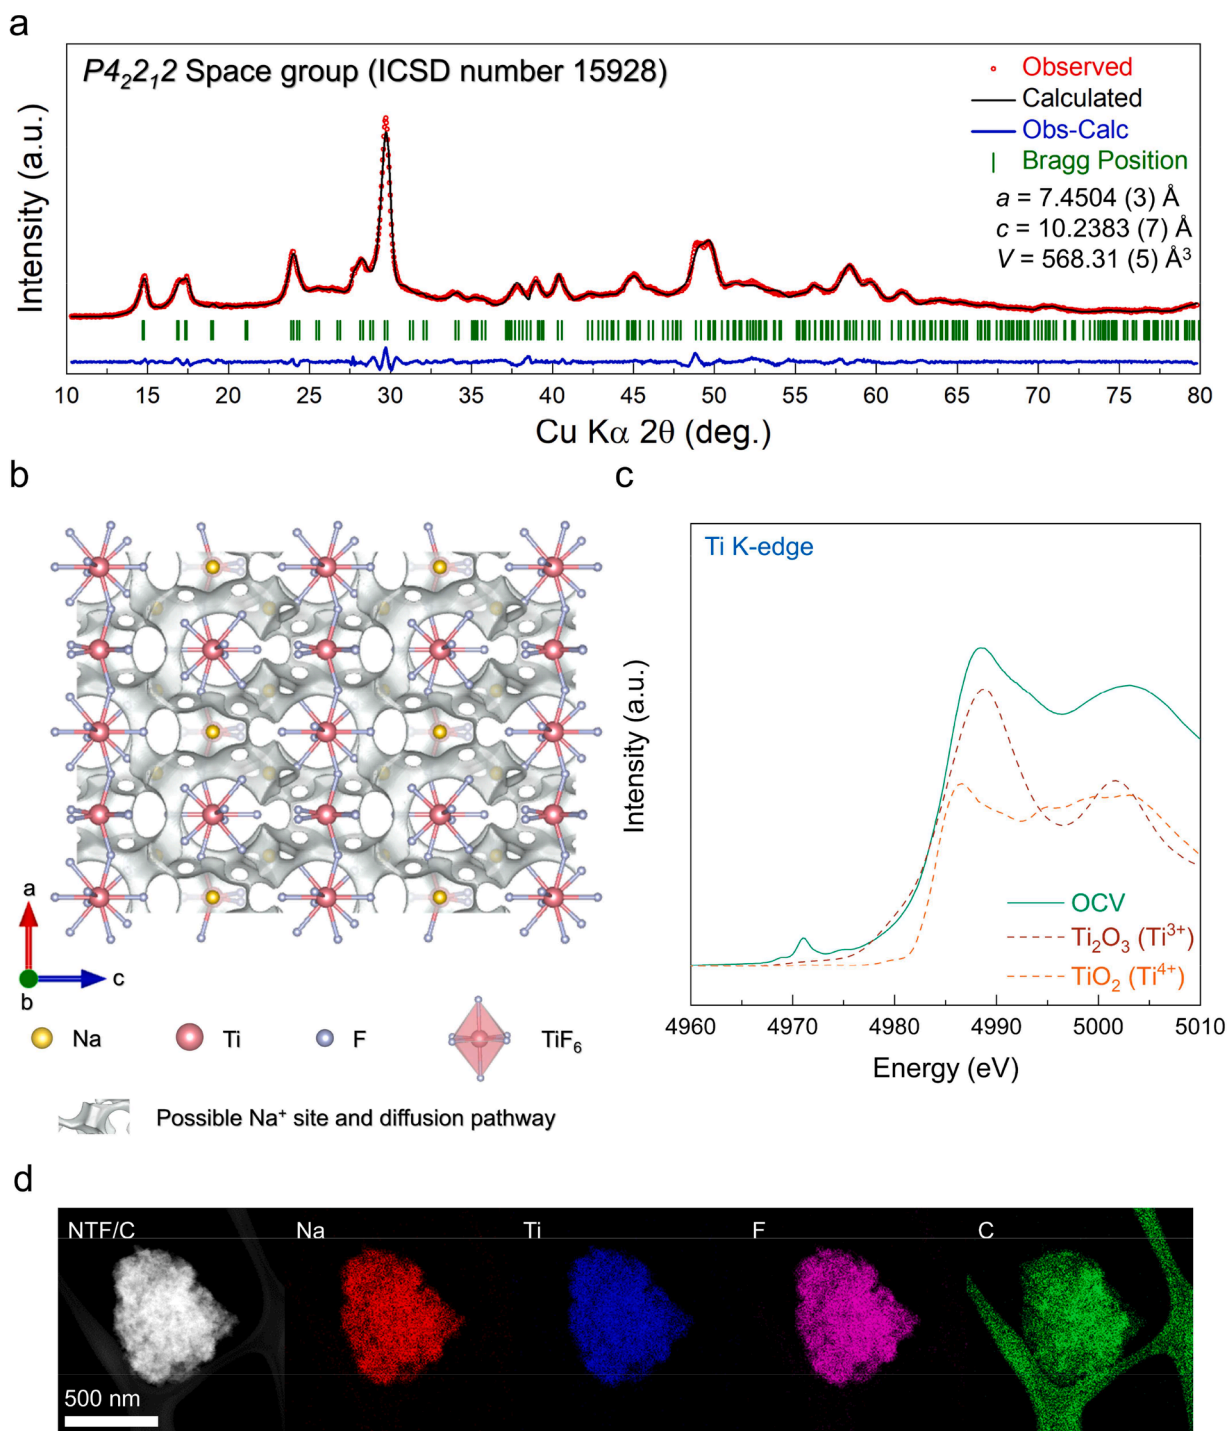 a
P4₂2₁2 Space group (ICSD number 15928)
Observed
Calculated
Obs-Calc
Bragg Position
a = 7.4504 (3) Å
c = 10.2383 (7) Å
V = 568.31 (5) Å³
Intensity (a.u.)
10 15 20 25 30 35 40 45 50 55 60 65 70 75 80
Cu Kα 2θ (deg.)
b
a
b
c
Na
Ti
F
TiF₆
Possible Na⁺ site and diffusion pathway
c
Ti K-edge
Intensity (a.u.)
OCV
Ti₂O₃ (Ti³⁺)
TiO₂ (Ti⁴⁺)
4960 4970 4980 4990 5000 5010
Energy (eV)
d
NTF/C Na Ti F C
500 nm